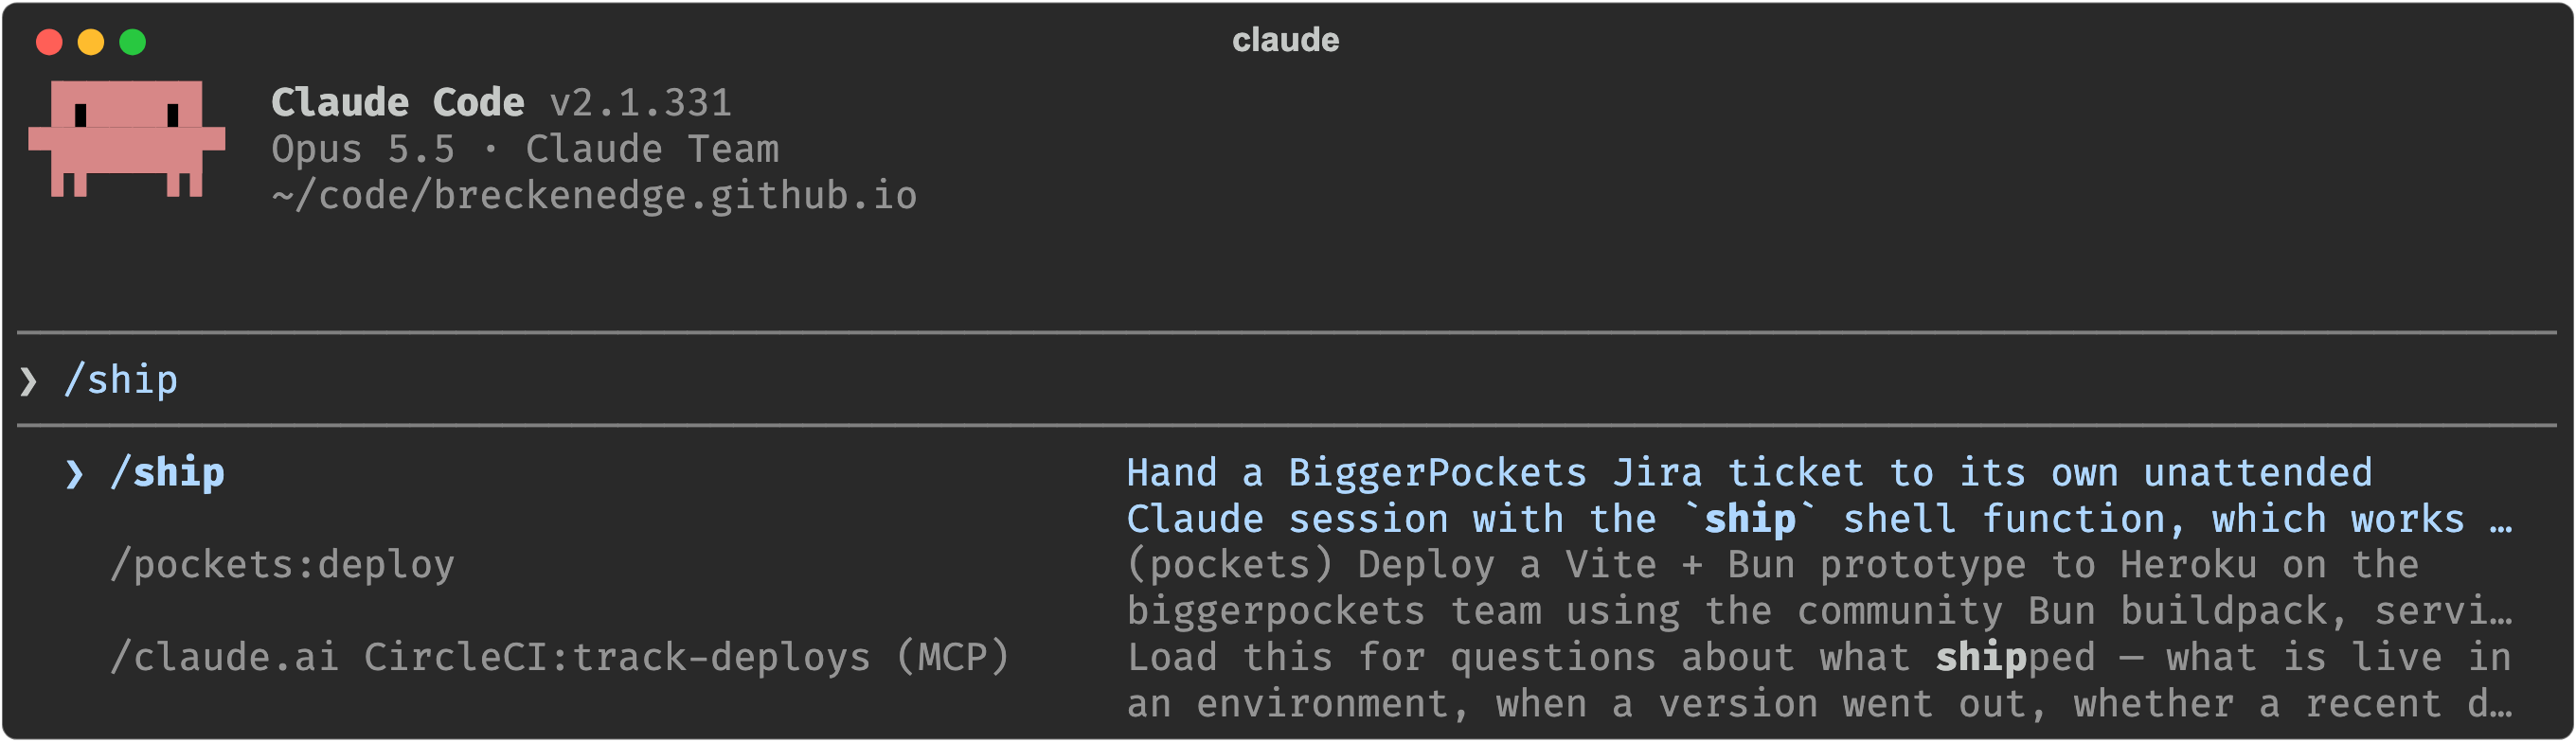 claude
Claude Code v2.1.331
Opus 5.5 · Claude Team
~/code/breckenedge.github.io
❯ /ship
❯ /ship Hand a BiggerPockets Jira ticket to its own unattended
Claude session with the `ship` shell function, which works …
/pockets:deploy (pockets) Deploy a Vite + Bun prototype to Heroku on the
biggerpockets team using the community Bun buildpack, servi…
/claude.ai CircleCI:track-deploys (MCP) Load this for questions about what shipped — what is live in
an environment, when a version went out, whether a recent d…